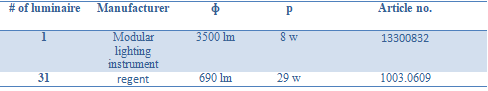 # of luminaire Manufacturer ϕ p Article no.
1 Modular lighting instrument 3500 lm 8 w 13300832
31 regent 690 lm 29 w 1003.0609